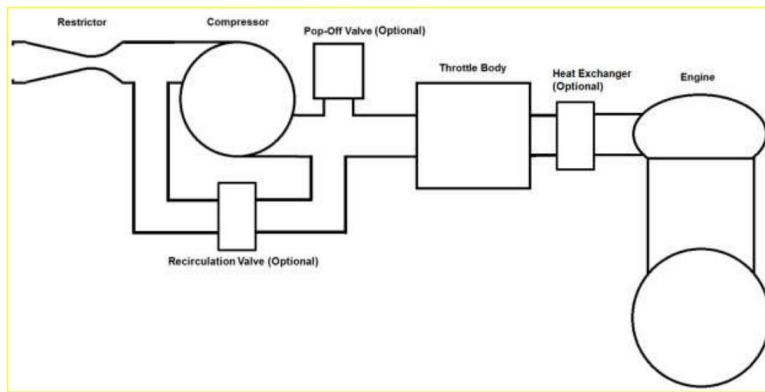 Restrictor
Compressor
Pop-Off Valve (Optional)
Throttle Body
Heat Exchanger
(Optional)
Engine
Recirculation Valve (Optional)